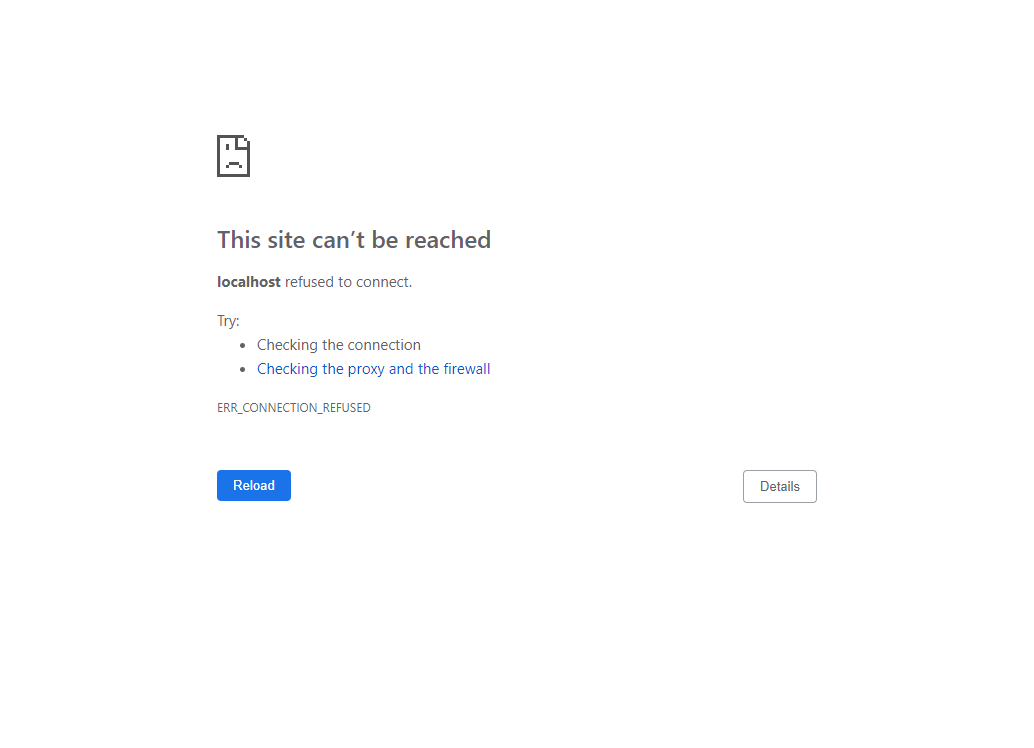 This site can’t be reached
localhost refused to connect.
Try:
Checking the connection
Checking the proxy and the firewall
ERR_CONNECTION_REFUSED
Reload
Details